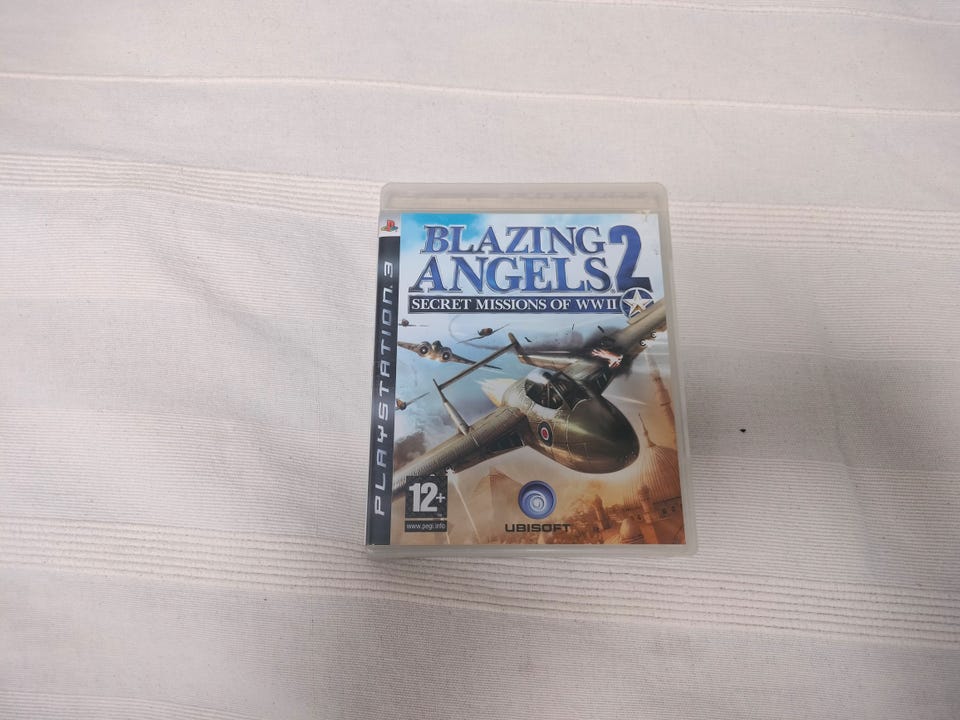 PLAYSTATION 3
BLAZING
ANGELS 2
SECRET MISSIONS OF WWII
12+
www.pegi.info
UBISOFT